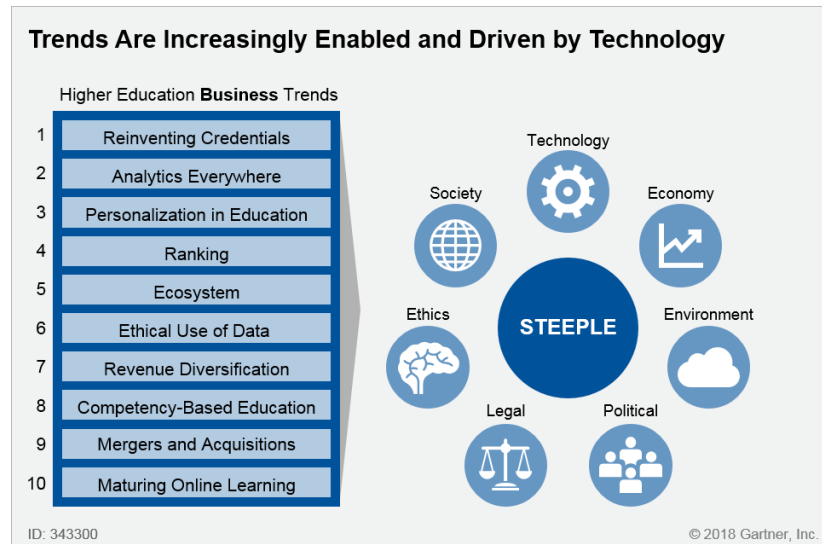 Trends Are Increasingly Enabled and Driven by Technology
Higher Education Business Trends
1 Reinventing Credentials
2 Analytics Everywhere
3 Personalization in Education
4 Ranking
5 Ecosystem
6 Ethical Use of Data
7 Revenue Diversification
8 Competency-Based Education
9 Mergers and Acquisitions
10 Maturing Online Learning
Technology
Society
Economy
Ethics
STEEPLE
Environment
Legal
Political
ID: 343300
© 2018 Gartner, Inc.